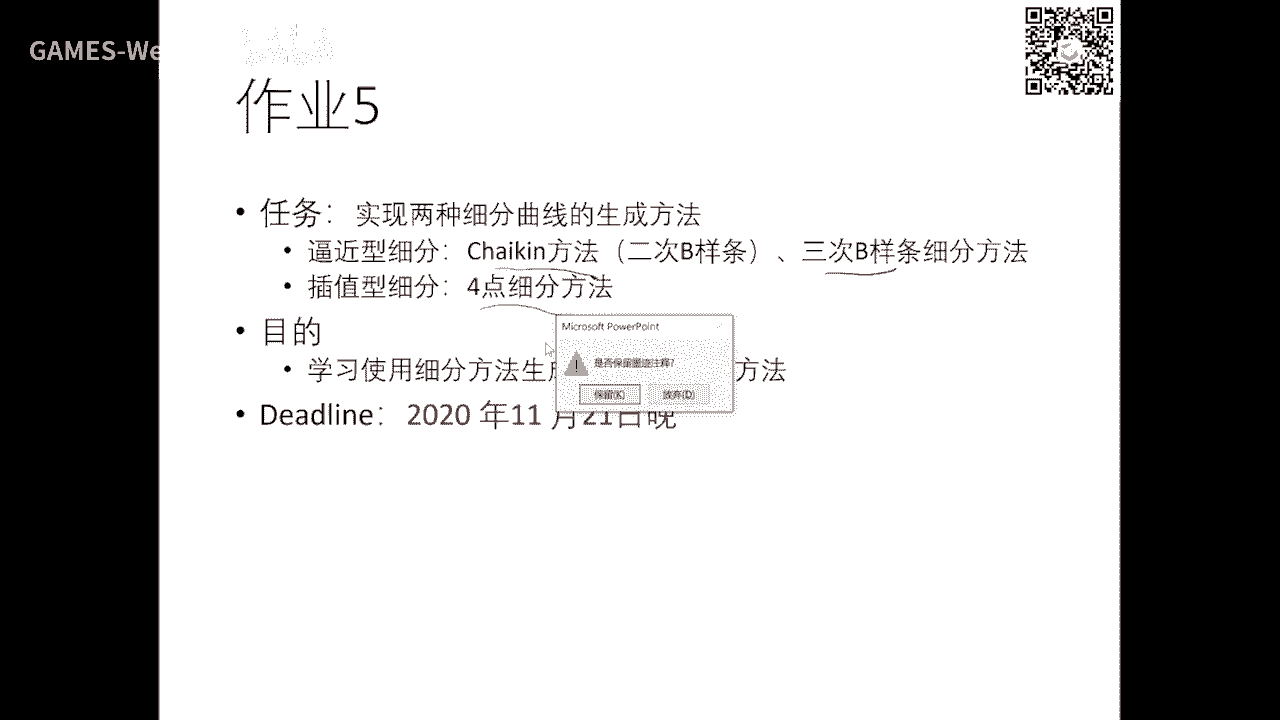 GAMES-We
作业5
• 任务：实现两种细分曲线的生成方法
• 逼近型细分：Chaikin方法（二次B样条）、三次B样条细分方法
• 插值型细分：4点细分方法
Microsoft PowerPoint
是否保留墨迹注释?
保留(K) 放弃(D)
• 目的
• 学习使用细分方法生 方法
• Deadline：2020 年11 月21日晚